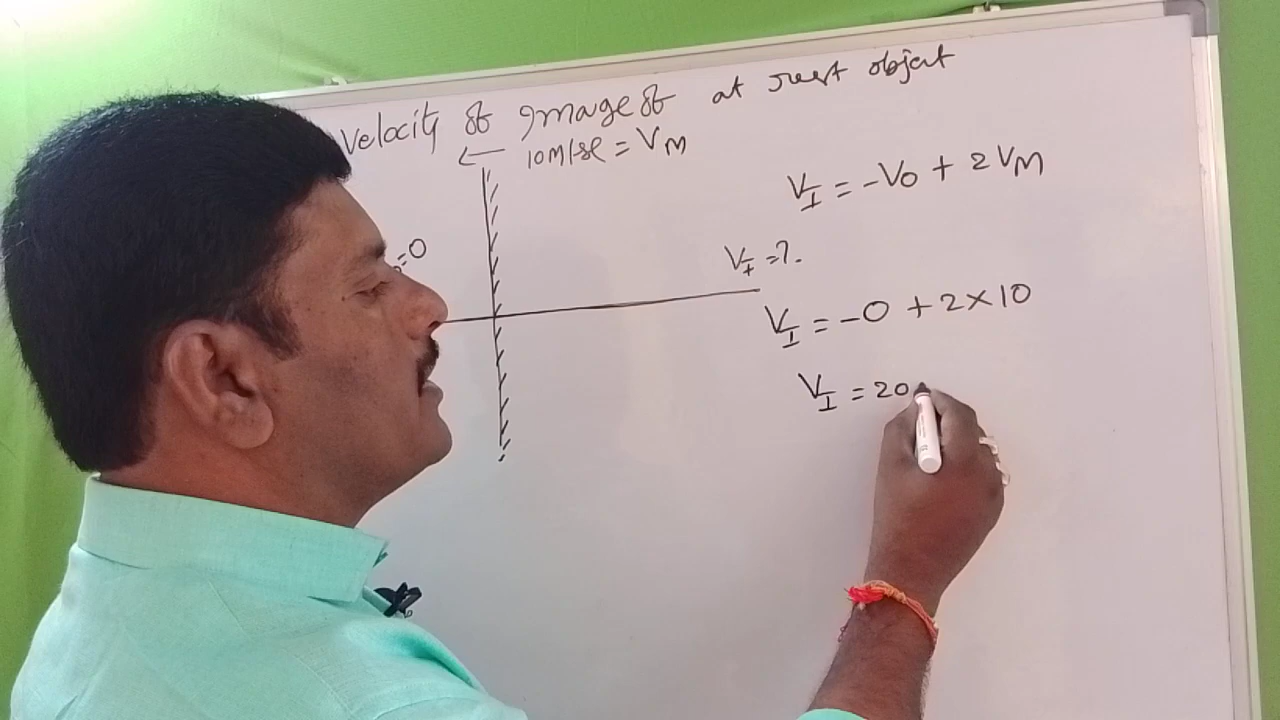 Velocity of Image of at rest object
← 10M/se = VM
VI = -VO + 2VM
=0
VI = ?.
VI = -0 + 2×10
VI = 20